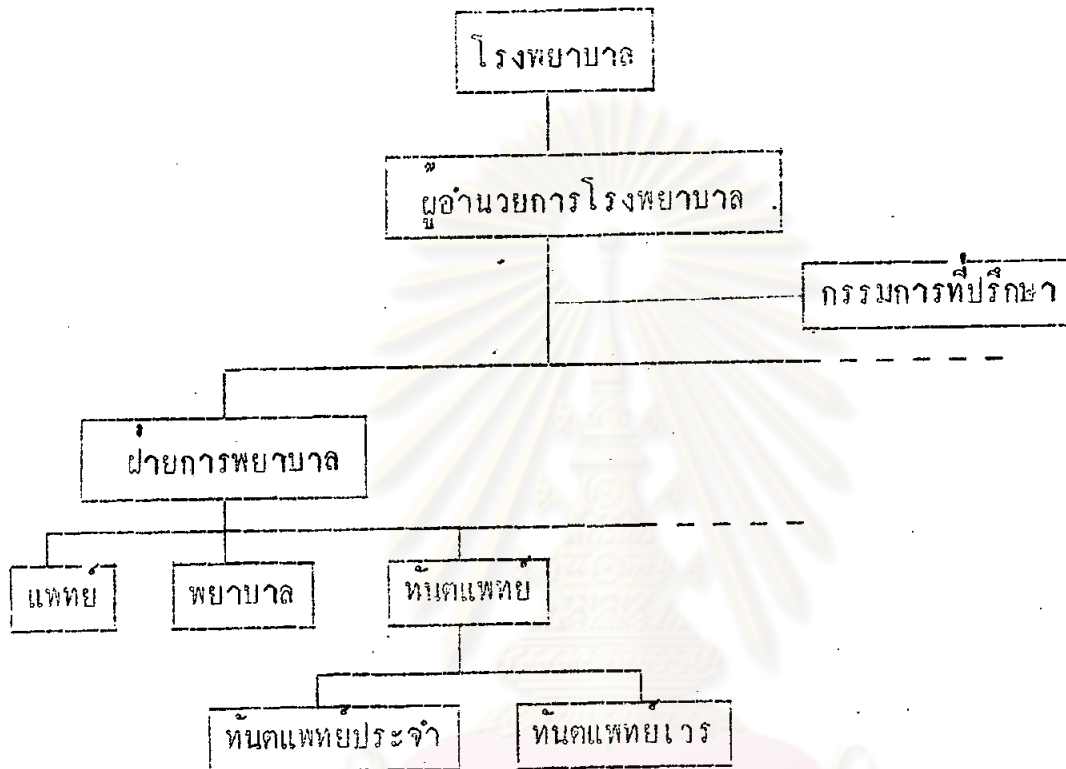 โรงพยาบาล
ผู้อำนวยการโรงพยาบาล
กรรมการที่ปรึกษา
ฝ่ายการพยาบาล
แพทย์
พยาบาล
ทันตแพทย์
ทันตแพทย์ประจำ
ทันตแพทย์เวร